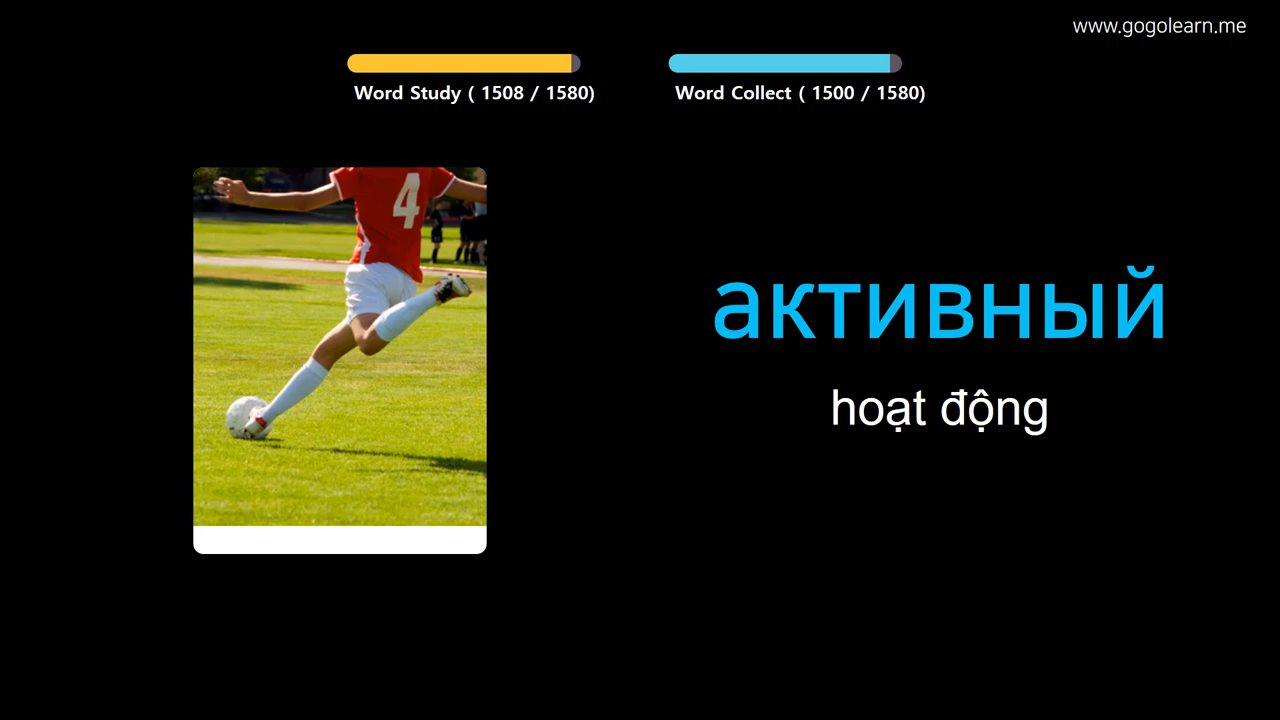 www.gogolearn.me
Word Study ( 1508 / 1580)
Word Collect ( 1500 / 1580)
4
активный
hoạt động